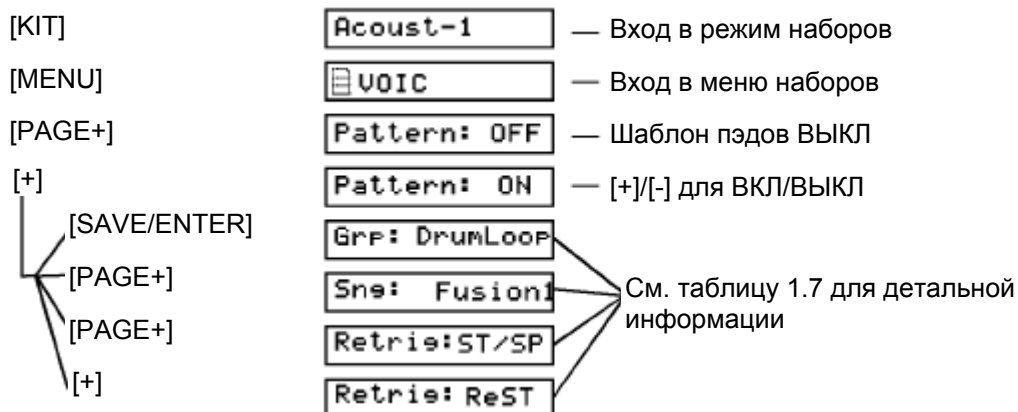 [KIT] Acoust-1 — Вход в режим наборов
[MENU] VOIC — Вход в меню наборов
[PAGE+] Pattern: OFF — Шаблон пэдов ВЫКЛ
[+] Pattern: ON — [+]/[-] для ВКЛ/ВЫКЛ
[SAVE/ENTER] Grp: DrumLoop
[PAGE+] Sng: Fusion1
См. таблицу 1.7 для детальной
информации
[PAGE+] Retrig:ST/SP
[+] Retrig: ReST